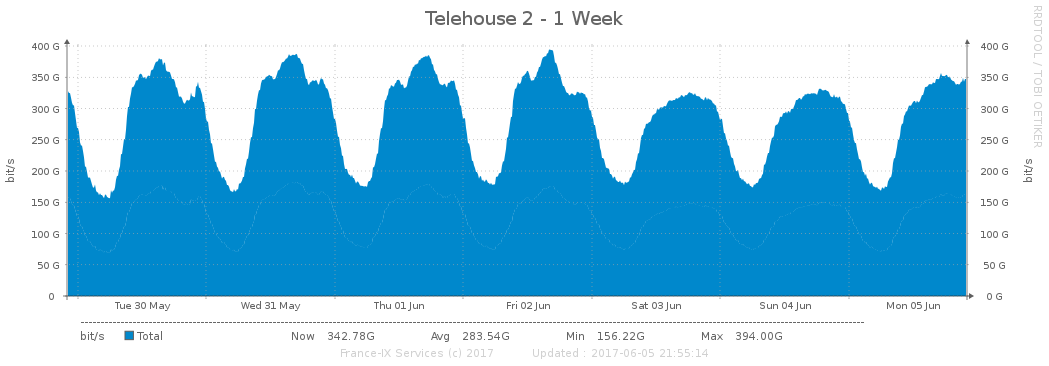 Telehouse 2 - 1 Week
RRDTOOL / TOBI OETIKER
400 G 400 G
350 G 350 G
300 G 300 G
250 G 250 G
200 G 200 G
150 G 150 G
100 G 100 G
50 G 50 G
0 0 G
bit/s bit/s
Tue 30 May Wed 31 May Thu 01 Jun Fri 02 Jun Sat 03 Jun Sun 04 Jun Mon 05 Jun
bit/s Total Now 342.78G Avg 283.54G Min 156.22G Max 394.00G
France-IX Services (c) 2017 Updated : 2017-06-05 21:55:14